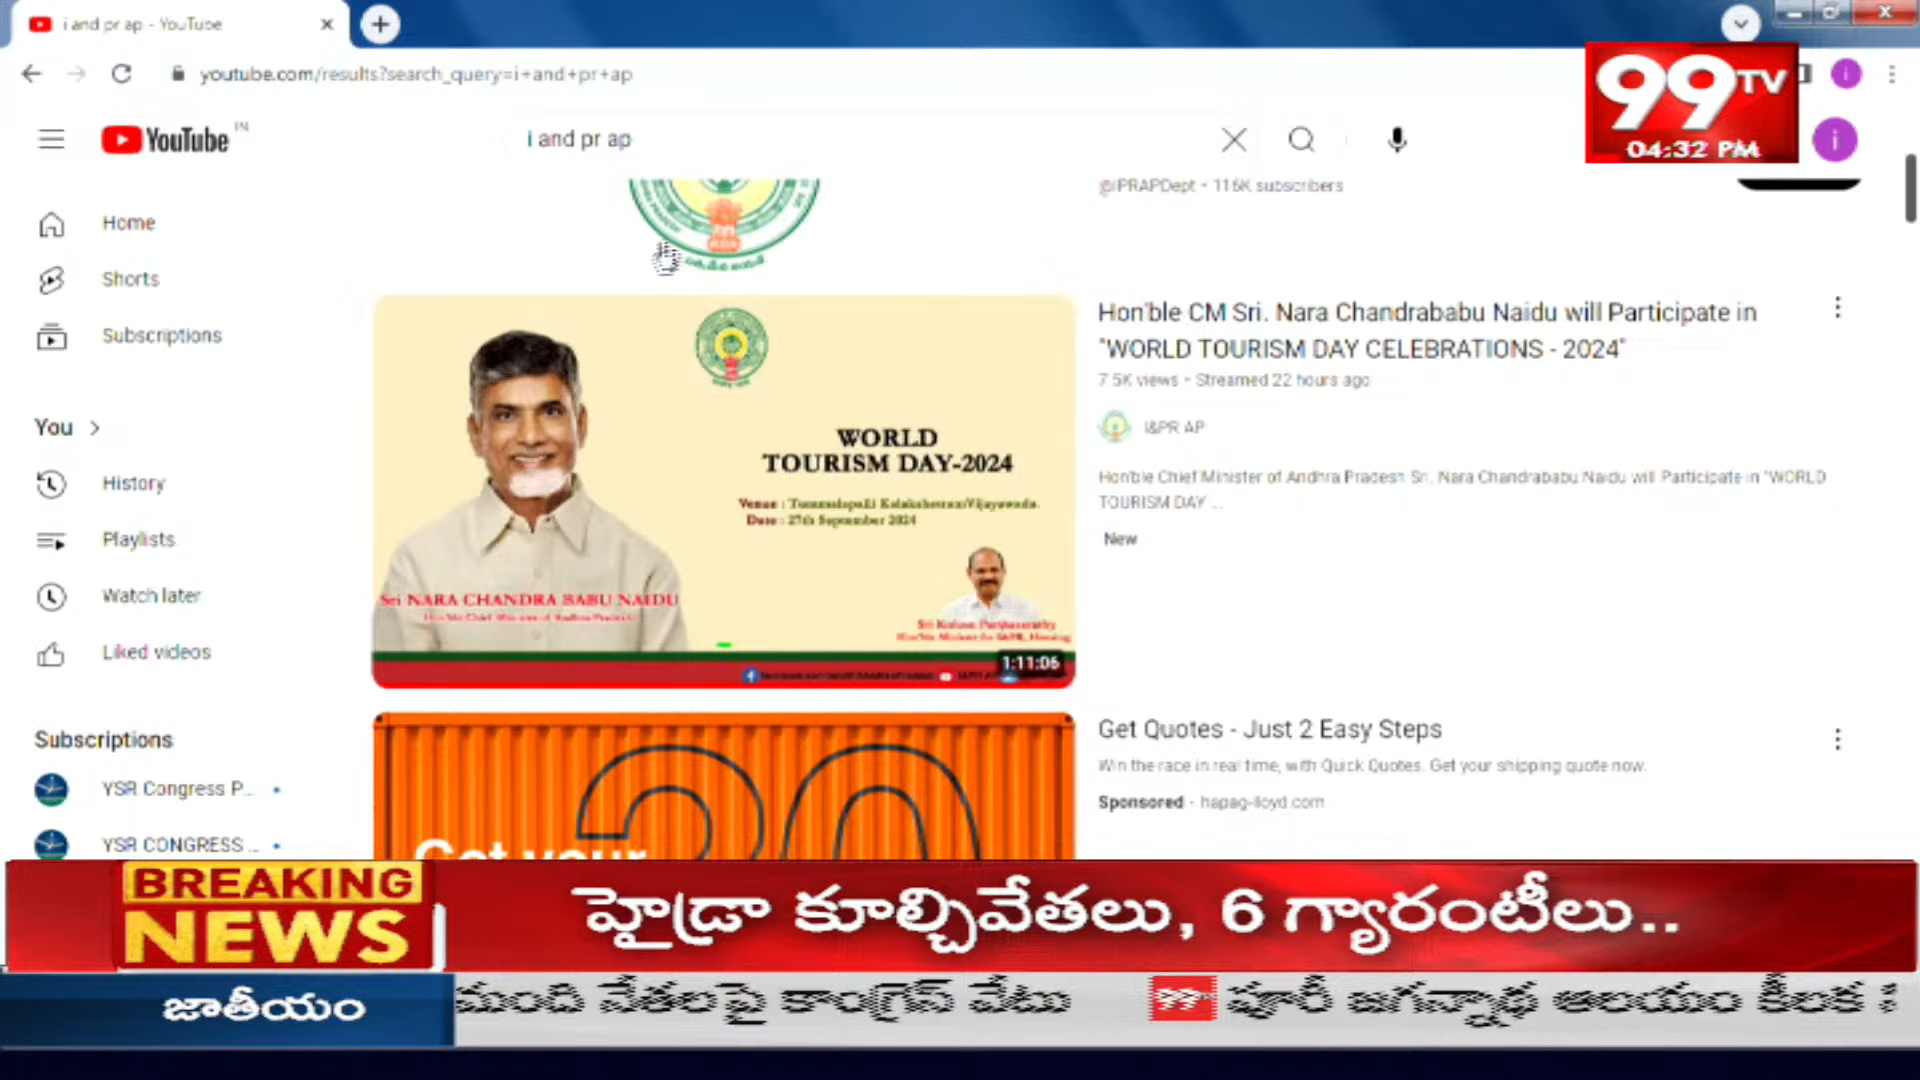 i and pr ap - YouTube
youtube.com/results?search_query=i+and+pr+ap
99 TV
04:32 PM
YouTube IN
i and pr ap
i
i
@IPRAPDept • 116K subscribers
Home
Shorts
Subscriptions
You
History
Playlists
Watch later
Liked videos
Subscriptions
YSR Congress P...
YSR CONGRESS ...
WORLD
TOURISM DAY-2024
Venue : Tummalapalli Kalakshetram Vijayawada.
Date : 27th September 2024
Sri NARA CHANDRA BABU NAIDU
Hon'ble Chief Minister of Andhra Pradesh
Sri Kolusu Parthasarathy
Hon'ble Minister for I&PR, Housing
1:11:06
Hon'ble CM Sri. Nara Chandrababu Naidu will Participate in
"WORLD TOURISM DAY CELEBRATIONS - 2024"
7.5K views • Streamed 22 hours ago
I&PR AP
Hon'ble Chief Minister of Andhra Pradesh Sri. Nara Chandrababu Naidu will Participate in "WORLD
TOURISM DAY ...
New
Get your
20
Get Quotes - Just 2 Easy Steps
Win the race in real time, with Quick Quotes. Get your shipping quote now.
Sponsored • hapag-lloyd.com
BREAKING
NEWS
హైడ్రా కూల్చివేతలు, 6 గ్యారంటీలు..
జాతీయం
మంది నేతలపై కాంగ్రెస్ వేటు 99 పూరీ జగన్నాథ ఆలయం కీలక